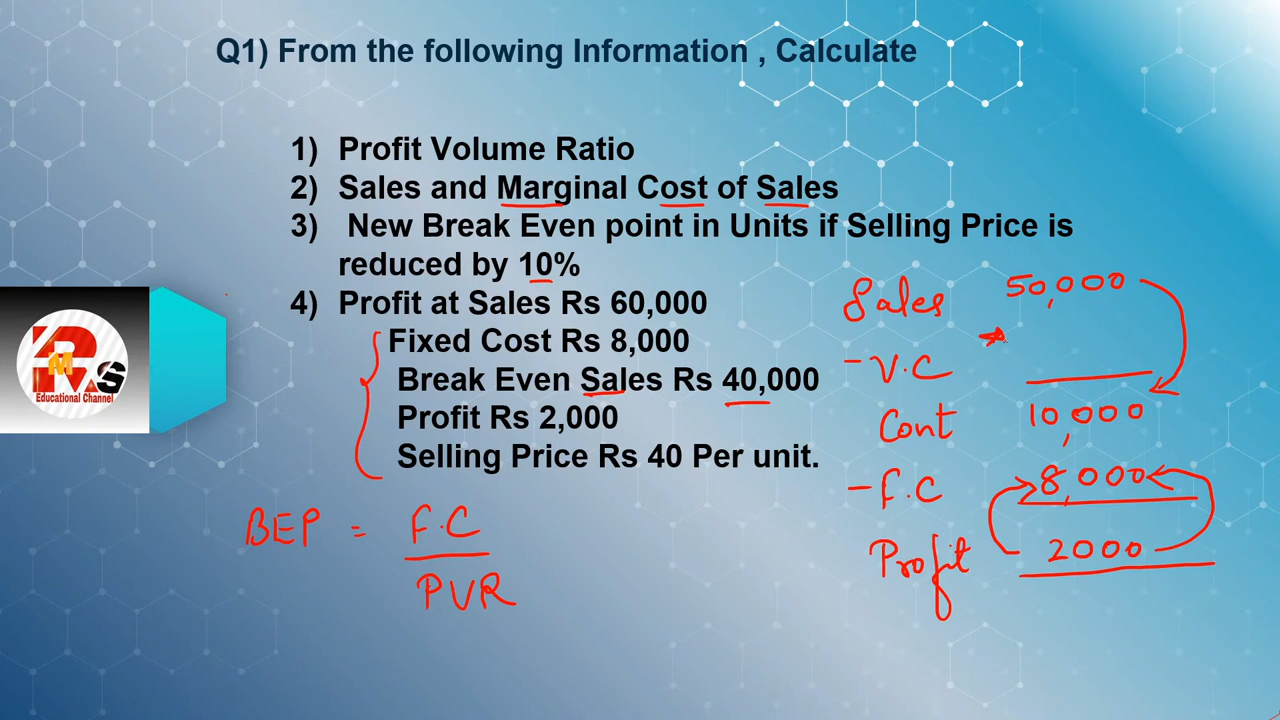 Q1) From the following Information , Calculate
1) Profit Volume Ratio
2) Sales and Marginal Cost of Sales
3) New Break Even point in Units if Selling Price is
reduced by 10%
4) Profit at Sales Rs 60,000
Fixed Cost Rs 8,000
Break Even Sales Rs 40,000
Profit Rs 2,000
Selling Price Rs 40 Per unit.
BEP = F.C
PVR
Sales 50,000
- V.C
Cont 10,000
- F.C 8,000
Profit 2000
RMS
Educational Channel